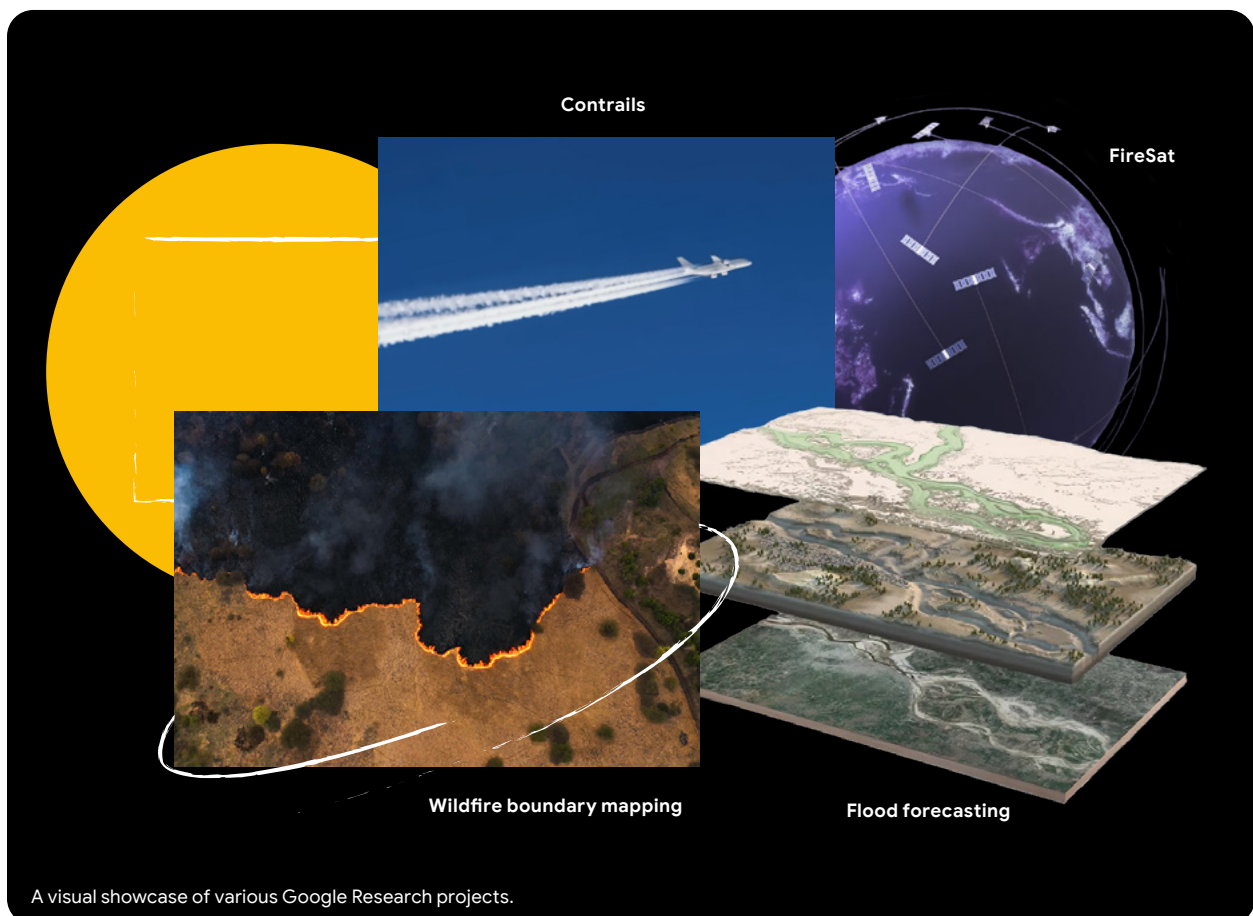 Contrails
FireSat
Wildfire boundary mapping
Flood forecasting
A visual showcase of various Google Research projects.